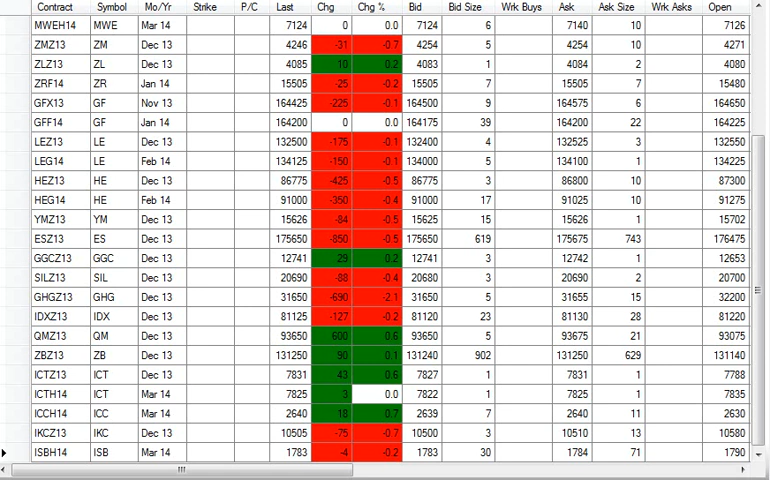 Contract Symbol Mo/Yr Strike P/C Last Chg Chg % Bid Bid Size Wrk Buys Ask Ask Size Wrk Asks Open
MWEH14 MWE Mar 14 7124 0 0.0 7124 6 7140 10 7126
ZMZ13 ZM Dec 13 4246 -31 -0.7 4254 5 4254 10 4271
ZLZ13 ZL Dec 13 4085 10 0.2 4083 1 4084 2 4080
ZRF14 ZR Jan 14 15505 -25 -0.2 15505 7 15505 7 15480
GFX13 GF Nov 13 164425 -225 -0.1 164500 9 164575 6 164650
GFF14 GF Jan 14 164200 0 0.0 164175 39 164200 22 164225
LEZ13 LE Dec 13 132500 -175 -0.1 132400 4 132525 3 132550
LEG14 LE Feb 14 134125 -150 -0.1 134000 5 134100 1 134225
HEZ13 HE Dec 13 86775 -425 -0.5 86775 3 86800 10 87300
HEG14 HE Feb 14 91000 -350 -0.4 91000 17 91025 10 91275
YMZ13 YM Dec 13 15626 -84 -0.5 15625 15 15626 1 15702
ESZ13 ES Dec 13 175650 -850 -0.5 175650 619 175675 743 176475
GGCZ13 GGC Dec 13 12741 29 0.2 12741 3 12742 1 12653
SILZ13 SIL Dec 13 20690 -88 -0.4 20680 3 20690 2 20700
GHGZ13 GHG Dec 13 31650 -690 -2.1 31650 5 31655 15 32200
IDXZ13 IDX Dec 13 81125 -127 -0.2 81120 23 81130 28 81220
QMZ13 QM Dec 13 93650 600 0.6 93650 5 93675 21 93075
ZBZ13 ZB Dec 13 131250 90 0.1 131240 902 131250 629 131140
ICTZ13 ICT Dec 13 7831 43 0.6 7827 1 7831 1 7788
ICTH14 ICT Mar 14 7825 3 0.0 7822 1 7825 1 7835
ICCH14 ICC Mar 14 2640 18 0.7 2639 7 2640 11 2630
IKCZ13 IKC Dec 13 10505 -75 -0.7 10500 3 10510 13 10580
ISBH14 ISB Mar 14 1783 -4 -0.2 1783 30 1784 71 1790